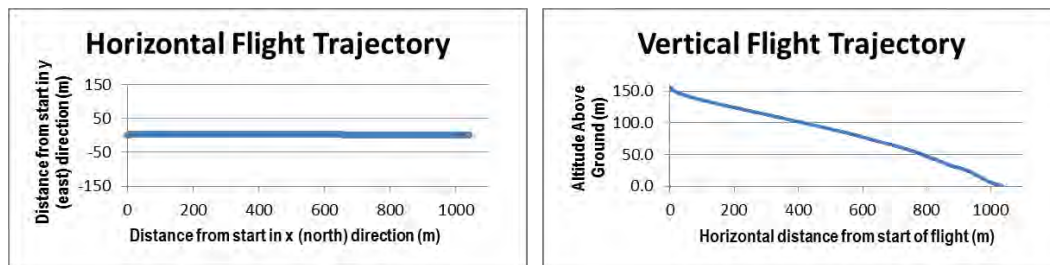 Horizontal Flight Trajectory
Distance from start in y
(east) direction (m)
150
50
-50
-150
0
200
400
600
800
1000
Distance from start in x (north) direction (m)
Vertical Flight Trajectory
Altitude Above
Ground (m)
150.0
100.0
50.0
0.0
0
200
400
600
800
1000
Horizontal distance from start of flight (m)